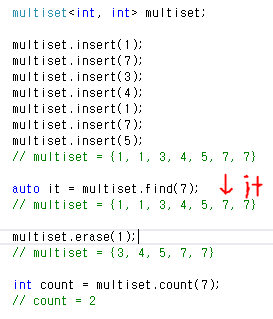 multiset<int, int> multiset;
multiset.insert(1);
multiset.insert(7);
multiset.insert(3);
multiset.insert(4);
multiset.insert(1);
multiset.insert(7);
multiset.insert(5);
// multiset = {1, 1, 3, 4, 5, 7, 7}
auto it = multiset.find(7); ↓ it
// multiset = {1, 1, 3, 4, 5, 7, 7}
multiset.erase(1);
// multiset = {3, 4, 5, 7, 7}
int count = multiset.count(7);
// count = 2